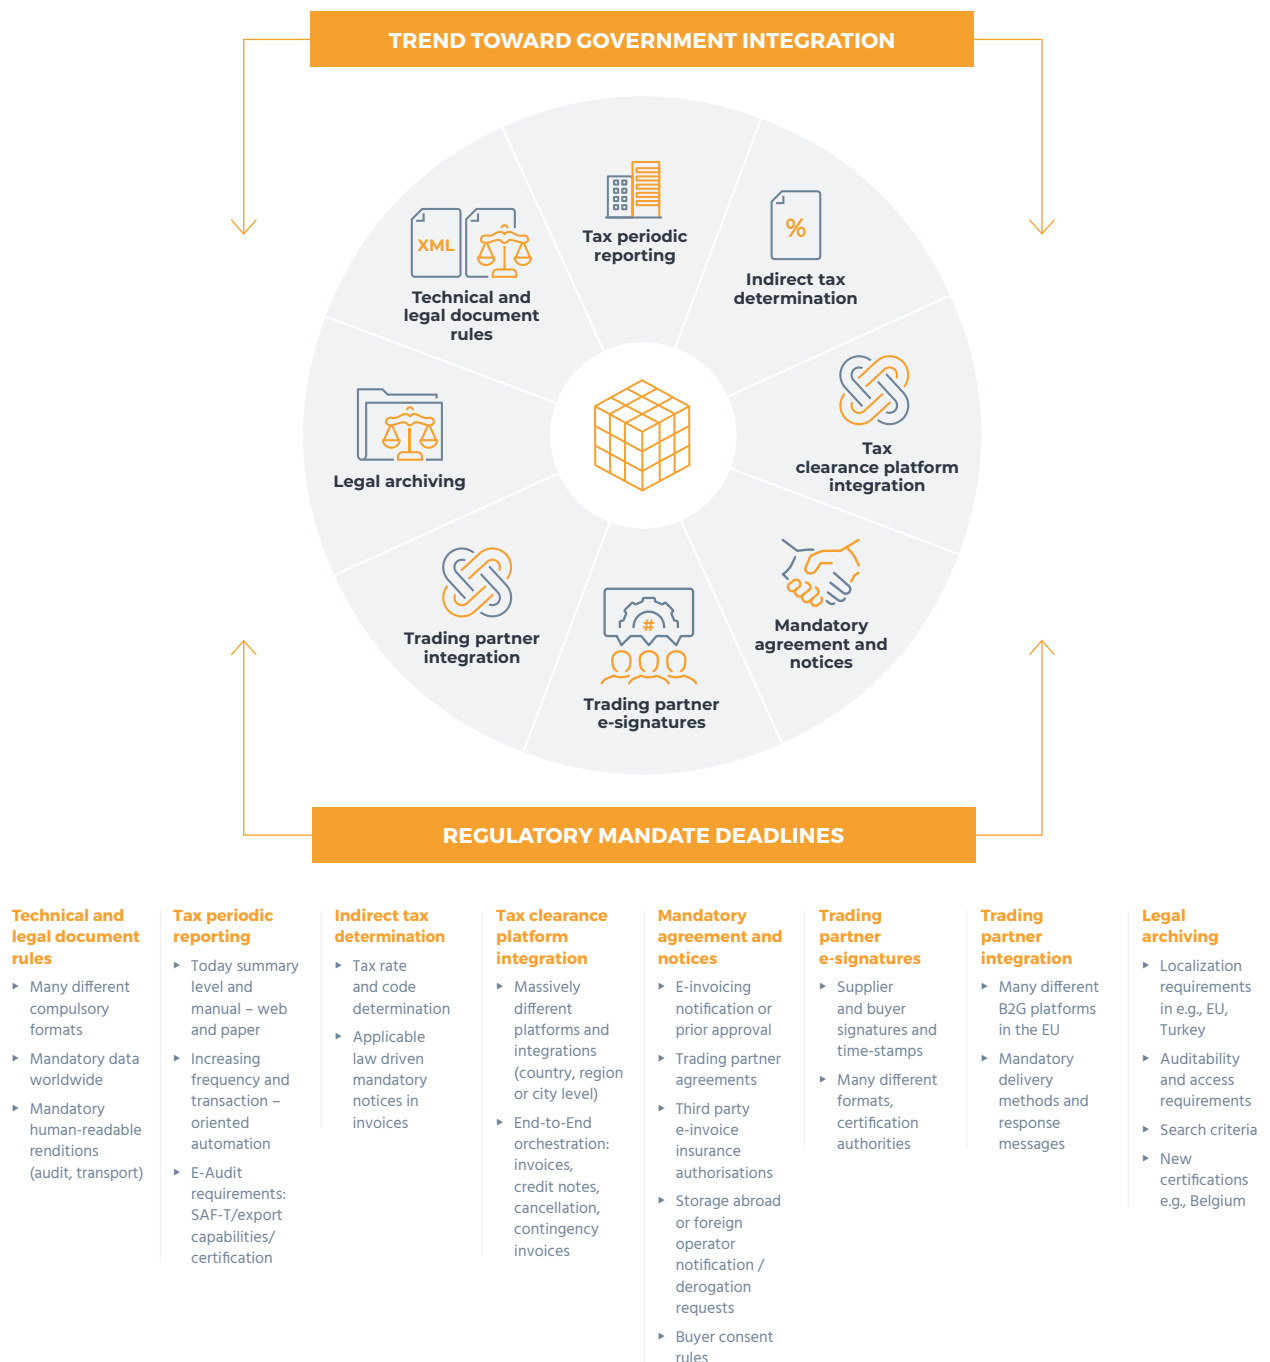 TREND TOWARD GOVERNMENT INTEGRATION
Tax periodic
reporting
%
Indirect tax
determination
XML
Technical and
legal document
rules
Tax
clearance platform
integration
Legal archiving
Mandatory
agreement and
notices
Trading partner
integration
#
Trading partner
e-signatures
REGULATORY MANDATE DEADLINES
Technical and
legal document
rules
Many different
compulsory
formats
Mandatory data
worldwide
Mandatory
human-readable
renditions
(audit, transport)
Tax periodic
reporting
Today summary
level and
manual – web
and paper
Increasing
frequency and
transaction –
oriented
automation
E-Audit
requirements:
SAF-T/export
capabilities/
certification
Indirect tax
determination
Tax rate
and code
determination
Applicable
law driven
mandatory
notices in
invoices
Tax clearance
platform
integration
Massively
different
platforms and
integrations
(country, region
or city level)
End-to-End
orchestration:
invoices,
credit notes,
cancellation,
contingency
invoices
Mandatory
agreement and
notices
E-invoicing
notification or
prior approval
Trading partner
agreements
Third party
e-invoice
insurance
authorisations
Storage abroad
or foreign
operator
notification /
derogation
requests
Buyer consent
rules
Trading
partner
e-signatures
Supplier
and buyer
signatures and
time-stamps
Many different
formats,
certification
authorities
Trading
partner
integration
Many different
B2G platforms
in the EU
Mandatory
delivery
methods and
response
messages
Legal
archiving
Localization
requirements
in e.g., EU,
Turkey
Auditability
and access
requirements
Search criteria
New
certifications
e.g., Belgium